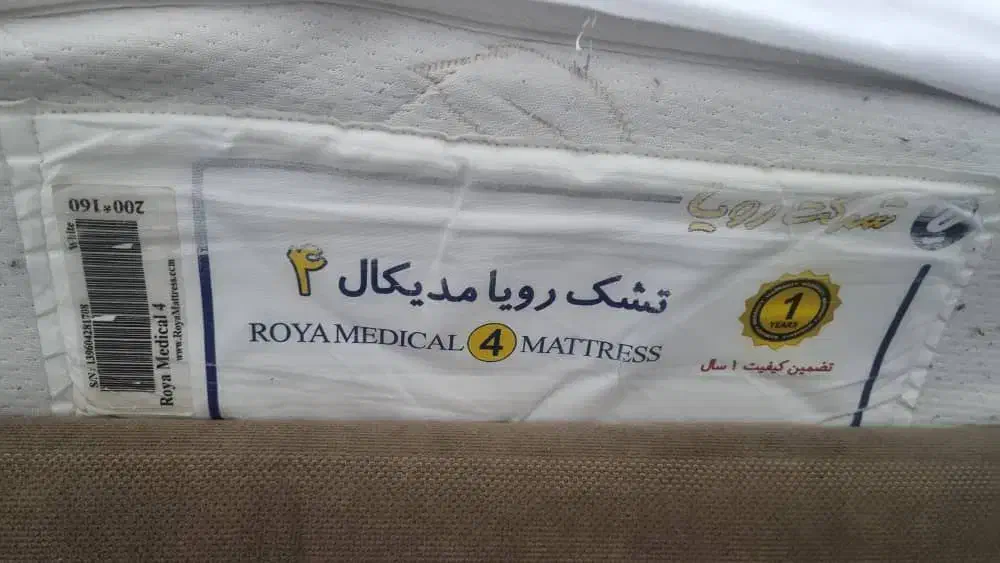 شرکت رویا
تشک رویا مدیکال ۴
ROYA MEDICAL 4 MATTRESS
1
YEARS
تضمین کیفیت ۱ سال
200*160
White
Roya Medical 4
www.RoyaMattress.com